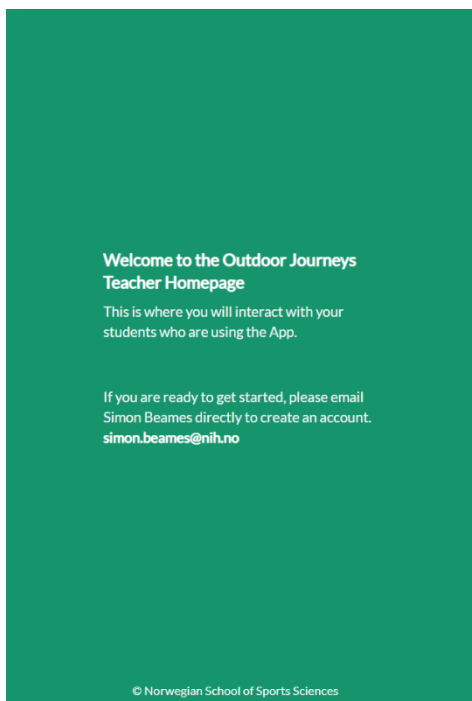 Welcome to the Outdoor Journeys
Teacher Homepage
This is where you will interact with your
students who are using the App.
If you are ready to get started, please email
Simon Beames directly to create an account.
simon.beames@nih.no
© Norwegian School of Sports Sciences